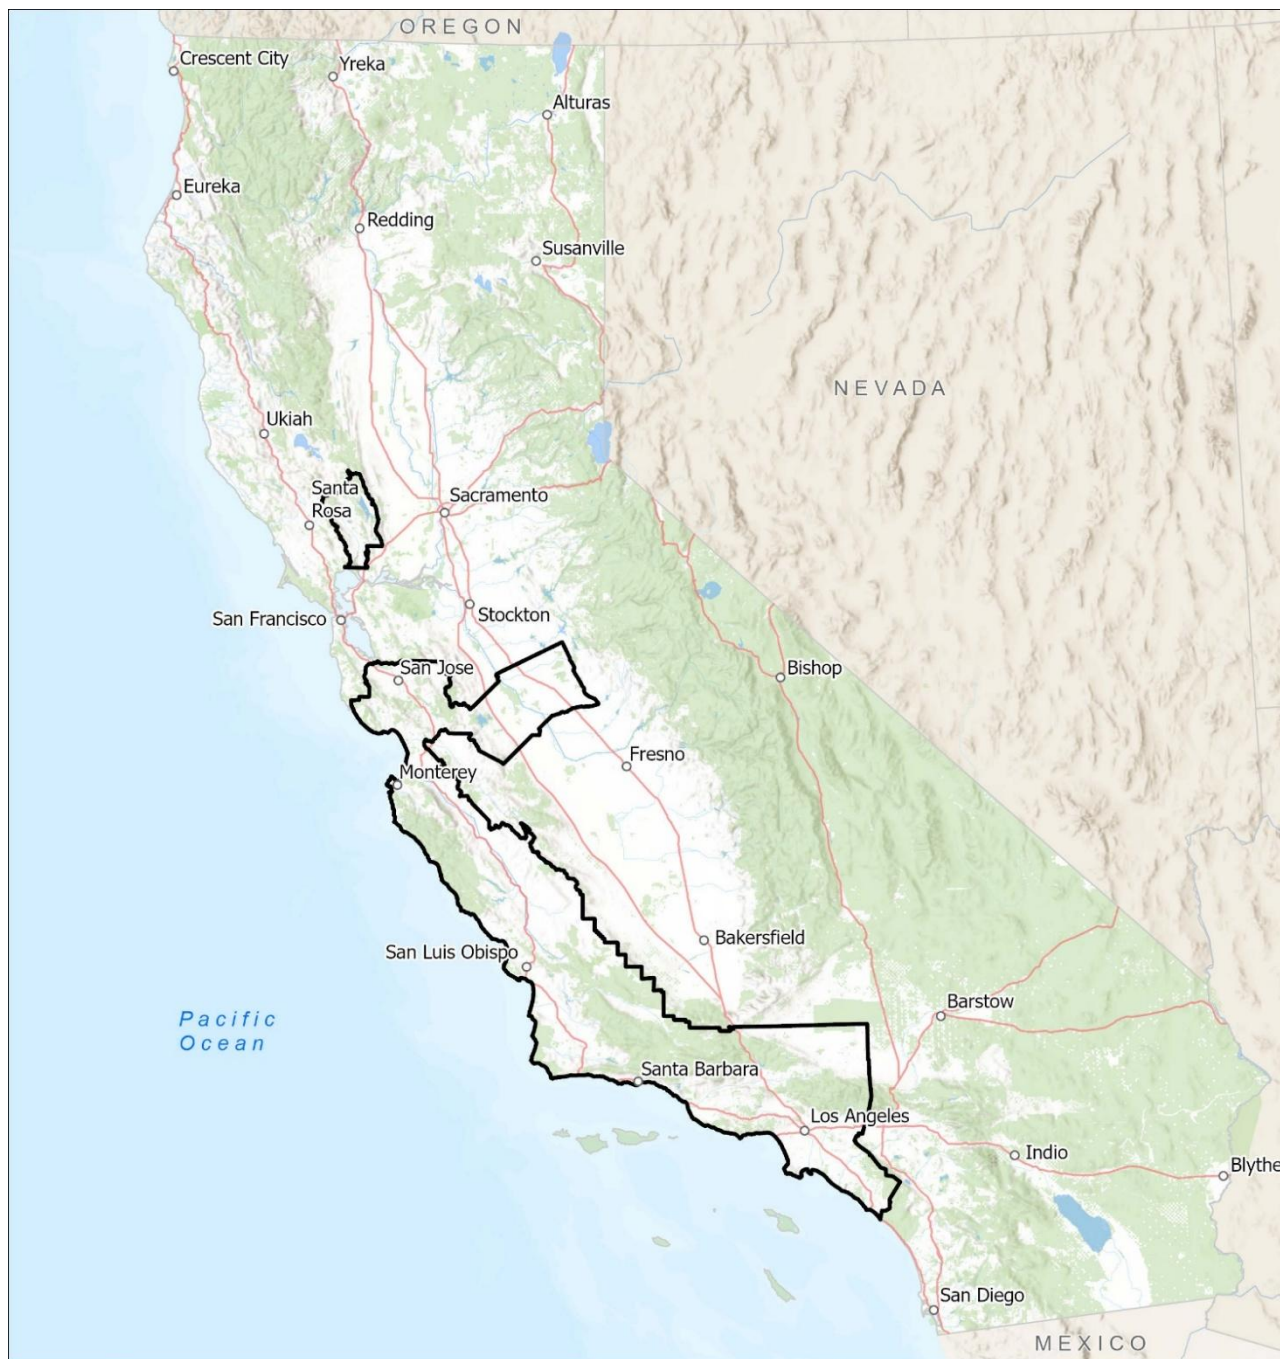 OREGON
Crescent City
Yreka
Alturas
Eureka
Redding
Susanville
NEVADA
Ukiah
Santa
Rosa
Sacramento
San Francisco
Stockton
San Jose
Bishop
Monterey
Fresno
San Luis Obispo
Bakersfield
Barstow
Pacific
Ocean
Santa Barbara
Los Angeles
Indio
Blythe
San Diego
MEXICO